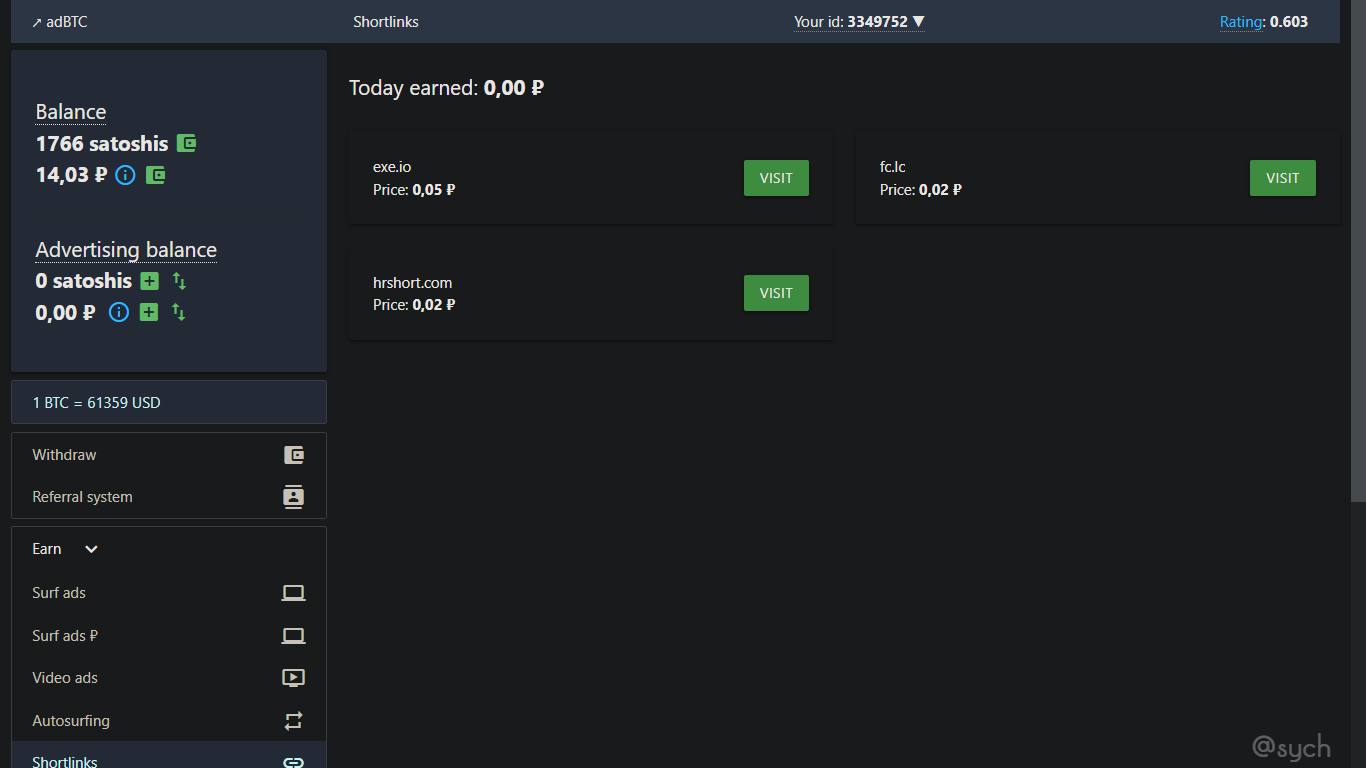 ↗ adBTC
Shortlinks
Your id: 3349752 ▼
Rating: 0.603
Balance
1766 satoshis
14,03 ₽
Advertising balance
0 satoshis
0,00 ₽
1 BTC = 61359 USD
Withdraw
Referral system
Earn
Surf ads
Surf ads ₽
Video ads
Autosurfing
Shortlinks
Today earned: 0,00 ₽
exe.io
Price: 0,05 ₽
VISIT
fc.lc
Price: 0,02 ₽
VISIT
hrshort.com
Price: 0,02 ₽
VISIT
@sych